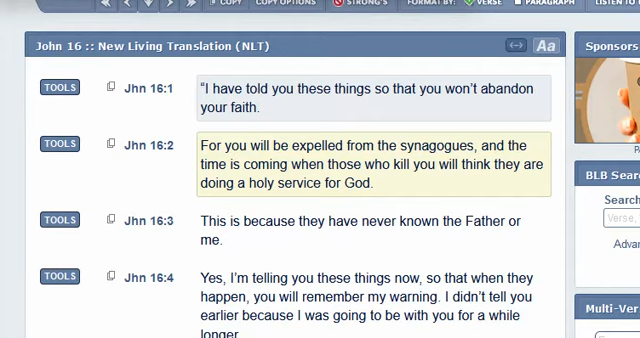 COPY COPY OPTIONS STRONG'S FORMAT BY: VERSE PARAGRAPH LISTEN TO
John 16 :: New Living Translation (NLT) Aa
TOOLS Jhn 16:1 “I have told you these things so that you won’t abandon
your faith.
TOOLS Jhn 16:2 For you will be expelled from the synagogues, and the
time is coming when those who kill you will think they are
doing a holy service for God.
TOOLS Jhn 16:3 This is because they have never known the Father or
me.
TOOLS Jhn 16:4 Yes, I’m telling you these things now, so that when they
happen, you will remember my warning. I didn’t tell you
earlier because I was going to be with you for a while
longer.
Sponsors
BLB Sear
Search
Verse,
Advan
Multi-Ver